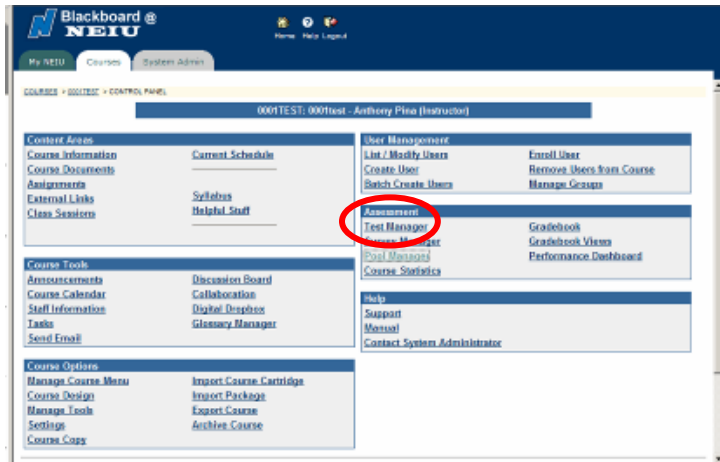 Blackboard @
NEIU
Home Help Logout
My NEIU Courses System Admin
COURSES > 0001TEST > CONTROL PANEL
0001TEST: 0001test - Anthony Pina (Instructor)
Content Areas
Course Information Current Schedule
Course Documents
Assignments
External Links Syllabus
Class Sessions Helpful Stuff
Course Tools
Announcements Discussion Board
Course Calendar Collaboration
Staff Information Digital Dropbox
Tasks Glossary Manager
Send Email
Course Options
Manage Course Menu Import Course Cartridge
Course Design Import Package
Manage Tools Export Course
Settings Archive Course
Course Copy
User Management
List / Modify Users Enroll User
Create User Remove Users from Course
Batch Create Users Manage Groups
Assessment
Test Manager Gradebook
Survey Manager Gradebook Views
Pool Manager Performance Dashboard
Course Statistics
Help
Support
Manual
Contact System Administrator